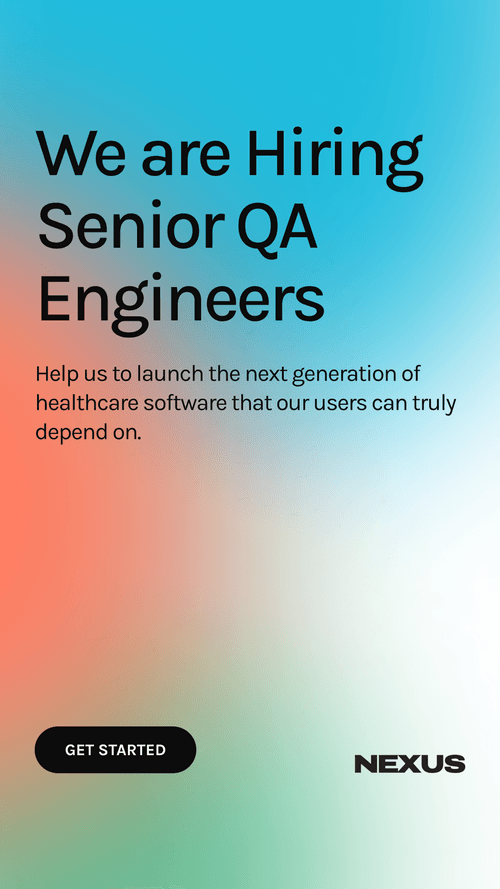 We are Hiring
Senior QA
Engineers
Help us to launch the next generation of
healthcare software that our users can truly
depend on.
GET STARTED
NEXUS